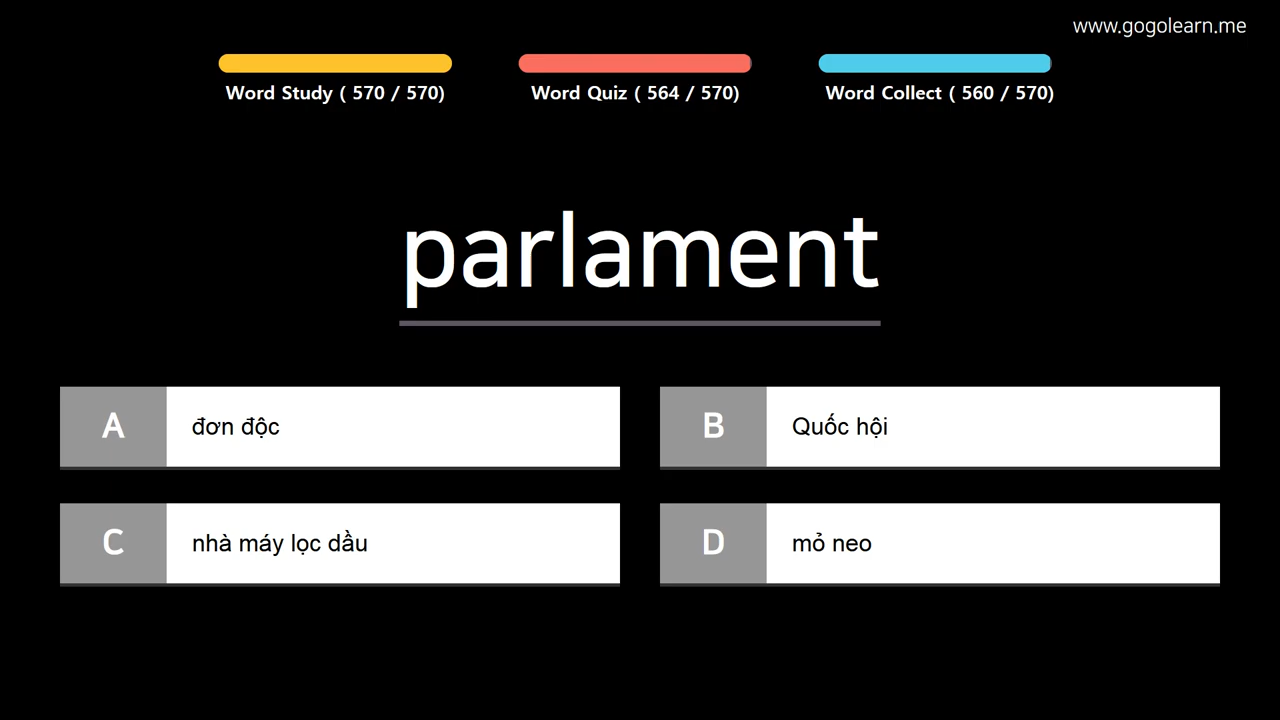 www.gogolearn.me
Word Study ( 570 / 570)
Word Quiz ( 564 / 570)
Word Collect ( 560 / 570)
parlament
A
đơn độc
B
Quốc hội
C
nhà máy lọc dầu
D
mỏ neo